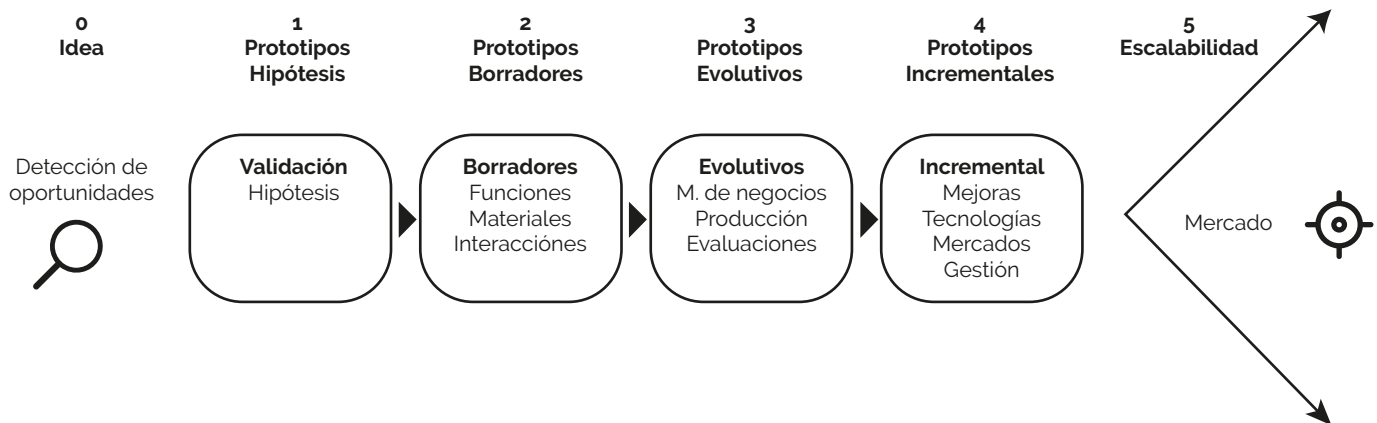 0
Idea
1
Prototipos
Hipótesis
2
Prototipos
Borradores
3
Prototipos
Evolutivos
4
Prototipos
Incrementales
5
Escalabilidad
Detección de
oportunidades
Validación
Hipótesis
Borradores
Funciones
Materiales
Interacciónes
Evolutivos
M. de negocios
Producción
Evaluaciones
Incremental
Mejoras
Tecnologías
Mercados
Gestión
Mercado